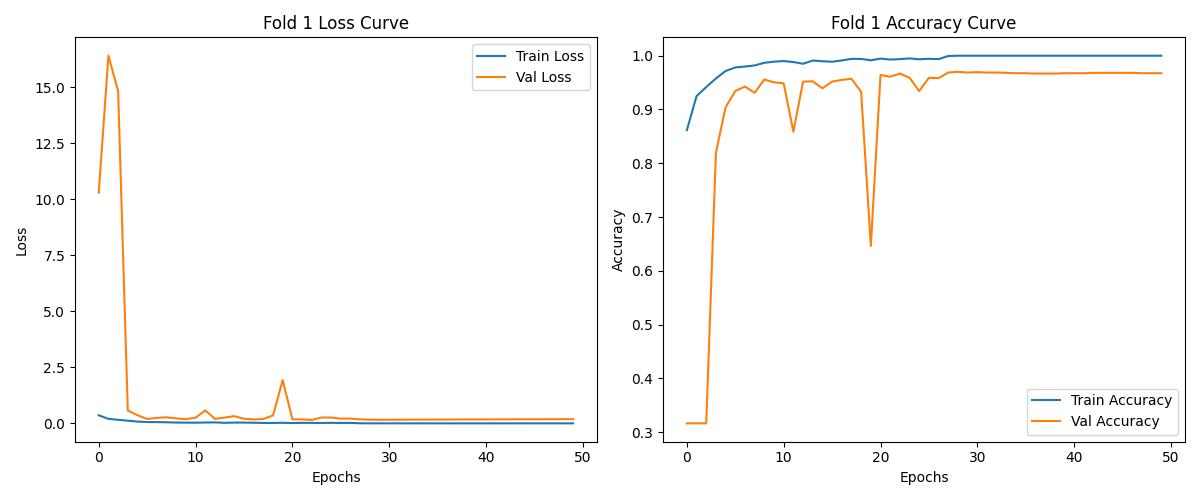 Fold 1 Loss Curve
Train Loss
Val Loss
15.0
12.5
10.0
7.5
5.0
2.5
0.0
Loss
0 10 20 30 40 50
Epochs
Fold 1 Accuracy Curve
1.0
0.9
0.8
0.7
0.6
0.5
0.4
0.3
Accuracy
Train Accuracy
Val Accuracy
0 10 20 30 40 50
Epochs